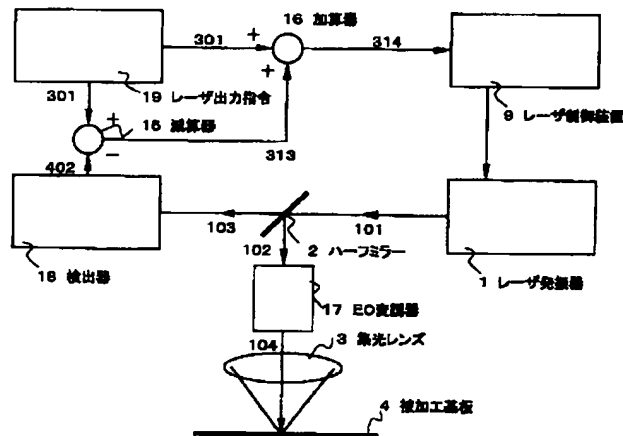 16 加算器
+ 301
+
314
301
19 レーザ出力指令
9 レーザ制御装置
+
15 減算器
−
313
402
103
101
102
2 ハーフミラー
18 検出器
1 レーザ発振器
17 EO変調器
104
3 集光レンズ
4 被加工基板